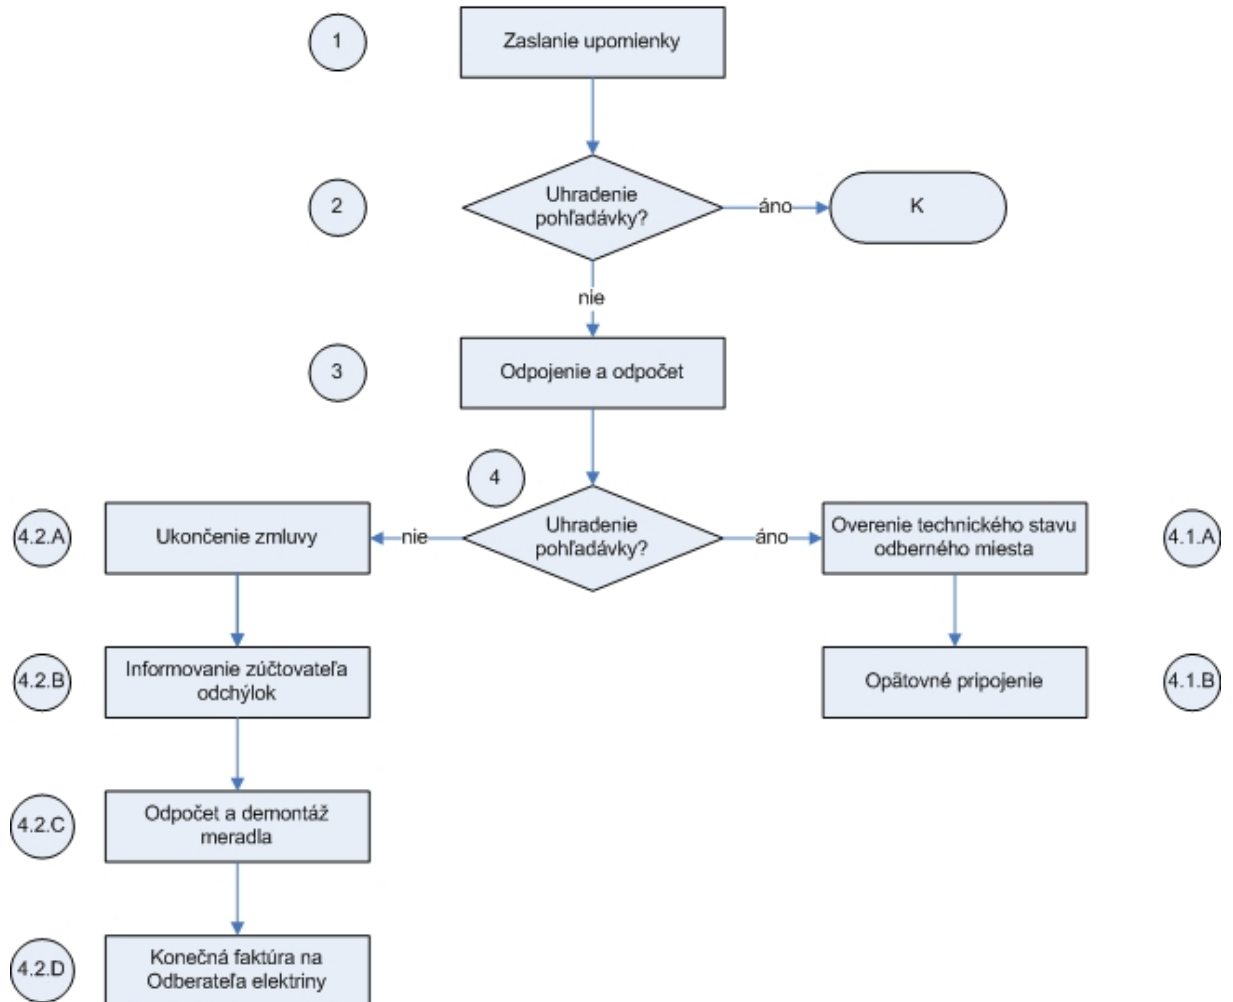 1
Zaslanie upomienky
2
Uhradenie
pohľadávky?
áno
K
nie
3
Odpojenie a odpočet
4
4.2.A
Ukončenie zmluvy
nie
Uhradenie
pohľadávky?
áno
Overenie technického stavu
odberného miesta
4.1.A
4.2.B
Informovanie zúčtovateľa
odchýlok
Opätovné pripojenie
4.1.B
4.2.C
Odpočet a demontáž
meradla
4.2.D
Konečná faktúra na
Odberateľa elektriny